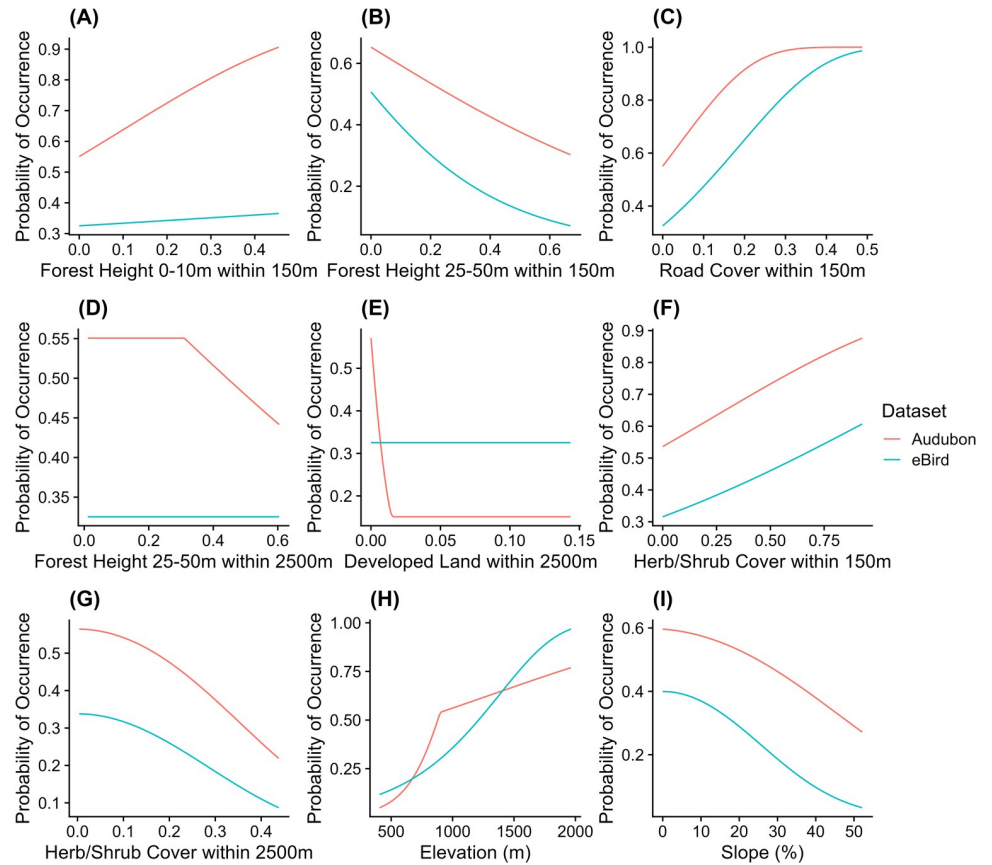 (A)
Probability of Occurrence
0.9
0.8
0.7
0.6
0.5
0.4
0.3
0.0 0.1 0.2 0.3 0.4
Forest Height 0-10m within 150m
(B)
Probability of Occurrence
0.6
0.4
0.2
0.0 0.2 0.4 0.6
Forest Height 25-50m within 150m
(C)
Probability of Occurrence
1.0
0.8
0.6
0.4
0.0 0.1 0.2 0.3 0.4 0.5
Road Cover within 150m
(D)
Probability of Occurrence
0.55
0.50
0.45
0.40
0.35
0.0 0.2 0.4 0.6
Forest Height 25-50m within 2500m
(E)
Probability of Occurrence
0.5
0.4
0.3
0.2
0.00 0.05 0.10 0.15
Developed Land within 2500m
(F)
Probability of Occurrence
0.9
0.8
0.7
0.6
0.5
0.4
0.3
0.00 0.25 0.50 0.75
Herb/Shrub Cover within 150m
Dataset
Audubon
eBird
(G)
Probability of Occurrence
0.5
0.4
0.3
0.2
0.1
0.0 0.1 0.2 0.3 0.4
Herb/Shrub Cover within 2500m
(H)
Probability of Occurrence
1.00
0.75
0.50
0.25
500 1000 1500 2000
Elevation (m)
(I)
Probability of Occurrence
0.6
0.4
0.2
0 10 20 30 40 50
Slope (%)